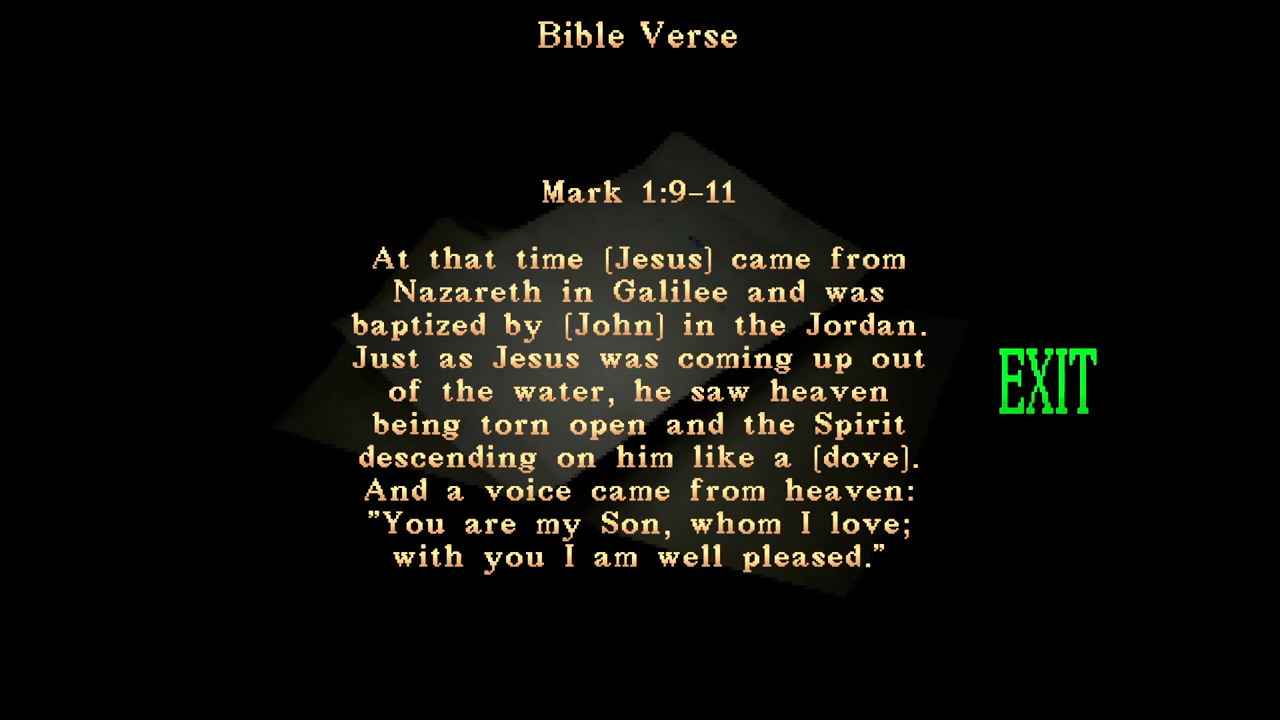 Bible Verse
Mark 1:9-11
At that time [Jesus] came from
Nazareth in Galilee and was
baptized by [John] in the Jordan.
Just as Jesus was coming up out
of the water, he saw heaven
being torn open and the Spirit
descending on him like a [dove].
And a voice came from heaven:
"You are my Son, whom I love;
with you I am well pleased."
EXIT